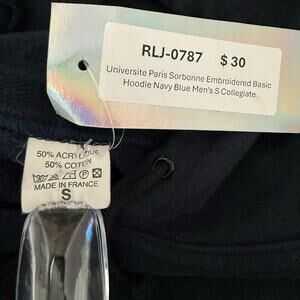 RLJ-0787 $30
Universite Paris Sorbonne Embroidered Basic
Hoodie Navy Blue Men's S Collegiate
50% ACRYLIQUE
50% COTON
MADE IN FRANCE
S